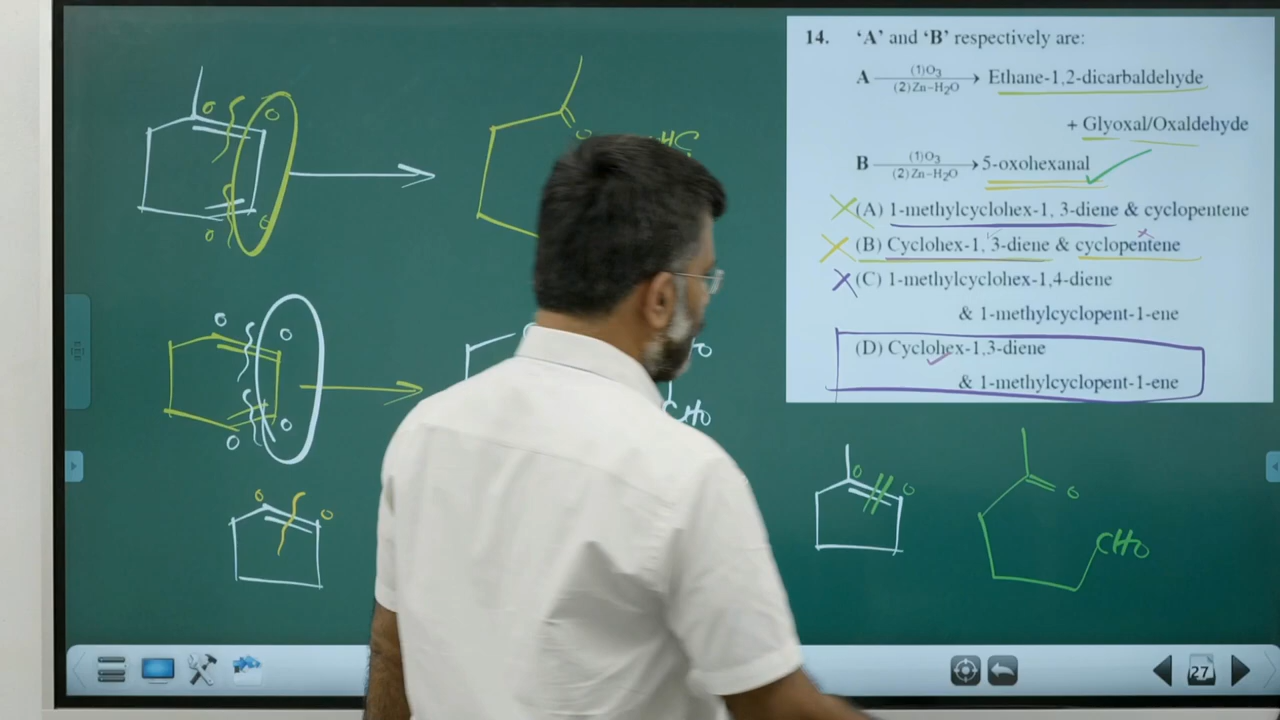 14. ‘A’ and ‘B’ respectively are:
A (1)O₃ (2)Zn–H₂O → Ethane-1,2-dicarbaldehyde
+ Glyoxal/Oxaldehyde
B (1)O₃ (2)Zn–H₂O → 5-oxohexanal
(A) 1-methylcyclohex-1, 3-diene & cyclopentene
(B) Cyclohex-1, 3-diene & cyclopentene
(C) 1-methylcyclohex-1,4-diene
& 1-methylcyclopent-1-ene
(D) Cyclohex-1,3-diene
& 1-methylcyclopent-1-ene
O O
O O
O
O O
O O
O O
CHO
O O
O
CHO
27